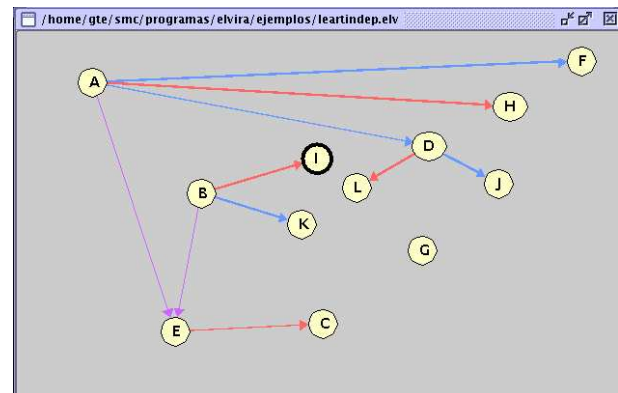 /home/gte/smc/programas/elvira/ejemplos/leartindep.elv
F
A
H
D
I
L
J
B
K
G
E
C